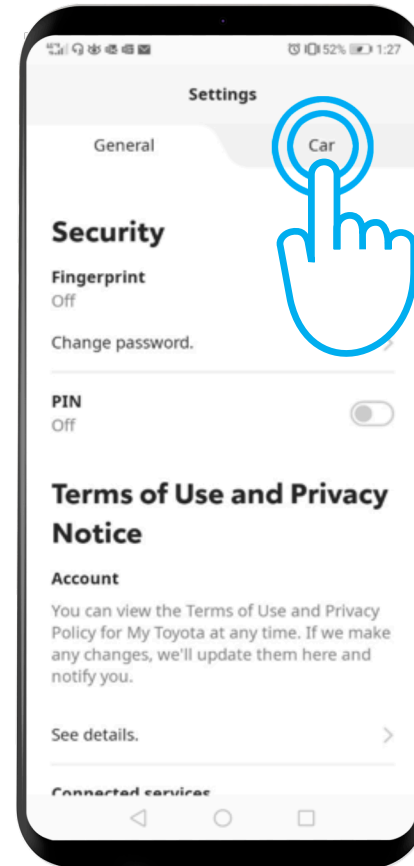 52% 1:27
Settings
General Car
Security
Fingerprint
Off
Change password.
PIN
Off
Terms of Use and Privacy
Notice
Account
You can view the Terms of Use and Privacy
Policy for My Toyota at any time. If we make
any changes, we'll update them here and
notify you.
See details.
Connected services